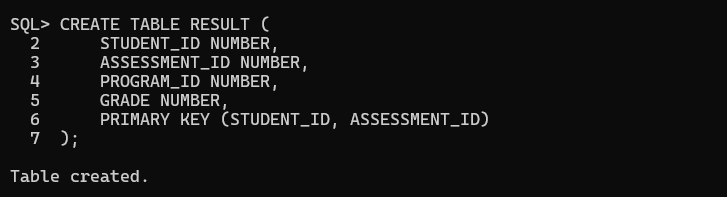 SQL> CREATE TABLE RESULT (
  2      STUDENT_ID NUMBER,
  3      ASSESSMENT_ID NUMBER,
  4      PROGRAM_ID NUMBER,
  5      GRADE NUMBER,
  6      PRIMARY KEY (STUDENT_ID, ASSESSMENT_ID)
  7  );

Table created.